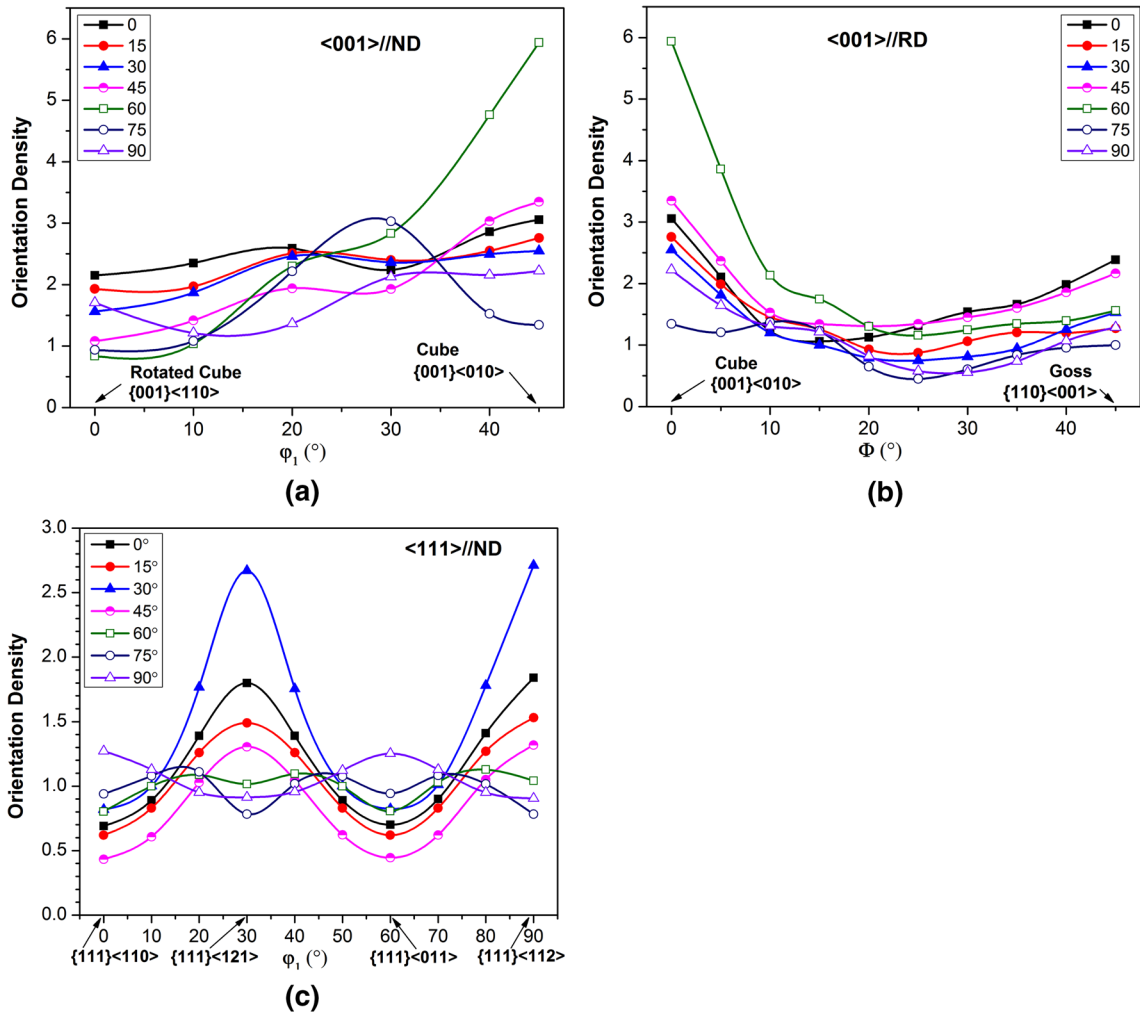 0
15
30
45
60
75
90
<001>//ND
Orientation Density
6
5
4
3
2
1
0
Rotated Cube
{001}<110>
Cube
{001}<010>
0 10 20 30 40
φ₁ (°)
(a)
0
15
30
45
60
75
90
<001>//RD
Orientation Density
6
5
4
3
2
1
0
Cube
{001}<010>
Goss
{110}<001>
0 10 20 30 40
Φ (°)
(b)
0°
15°
30°
45°
60°
75°
90°
<111>//ND
Orientation Density
3.0
2.5
2.0
1.5
1.0
0.5
0.0
0 10 20 30 40 50 60 70 80 90
{111}<110> {111}<121> φ₁ (°) {111}<011> {111}<112>
(c)